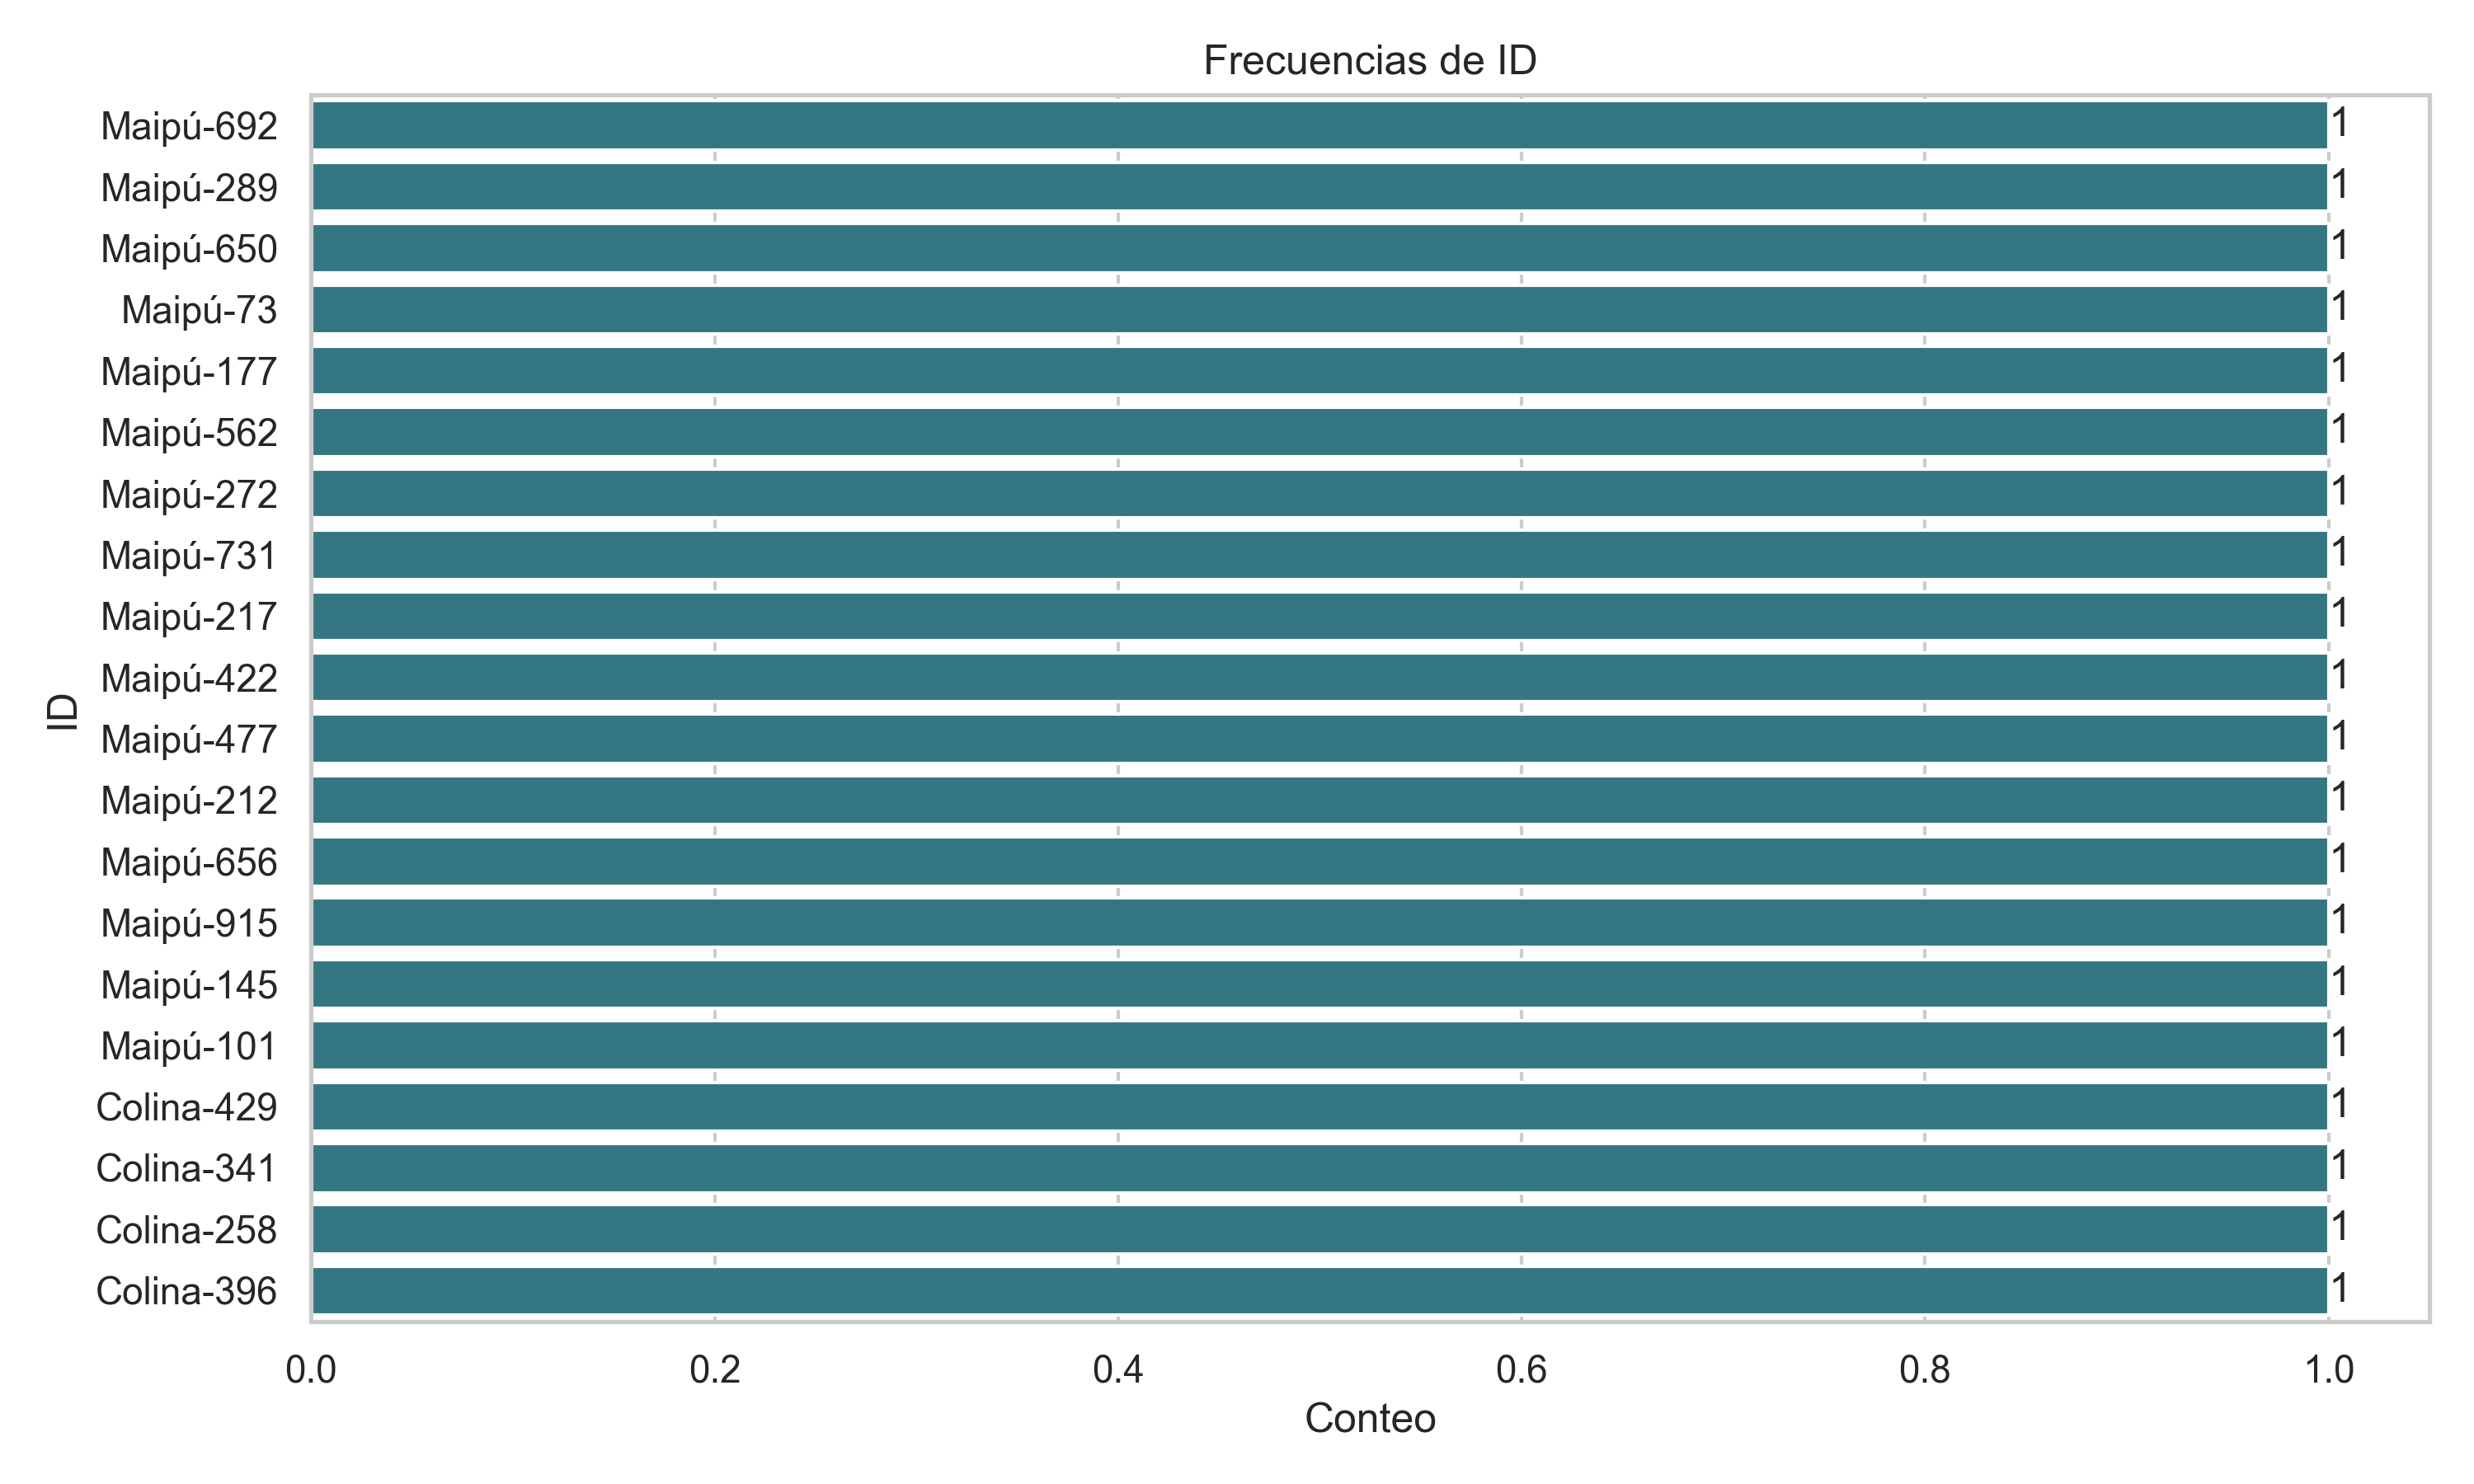 Frecuencias de ID
Maipú-692 1
Maipú-289 1
Maipú-650 1
Maipú-73 1
Maipú-177 1
Maipú-562 1
Maipú-272 1
Maipú-731 1
Maipú-217 1
Maipú-422 1
Maipú-477 1
Maipú-212 1
Maipú-656 1
Maipú-915 1
Maipú-145 1
Maipú-101 1
Colina-429 1
Colina-341 1
Colina-258 1
Colina-396 1
ID
0.0 0.2 0.4 0.6 0.8 1.0
Conteo